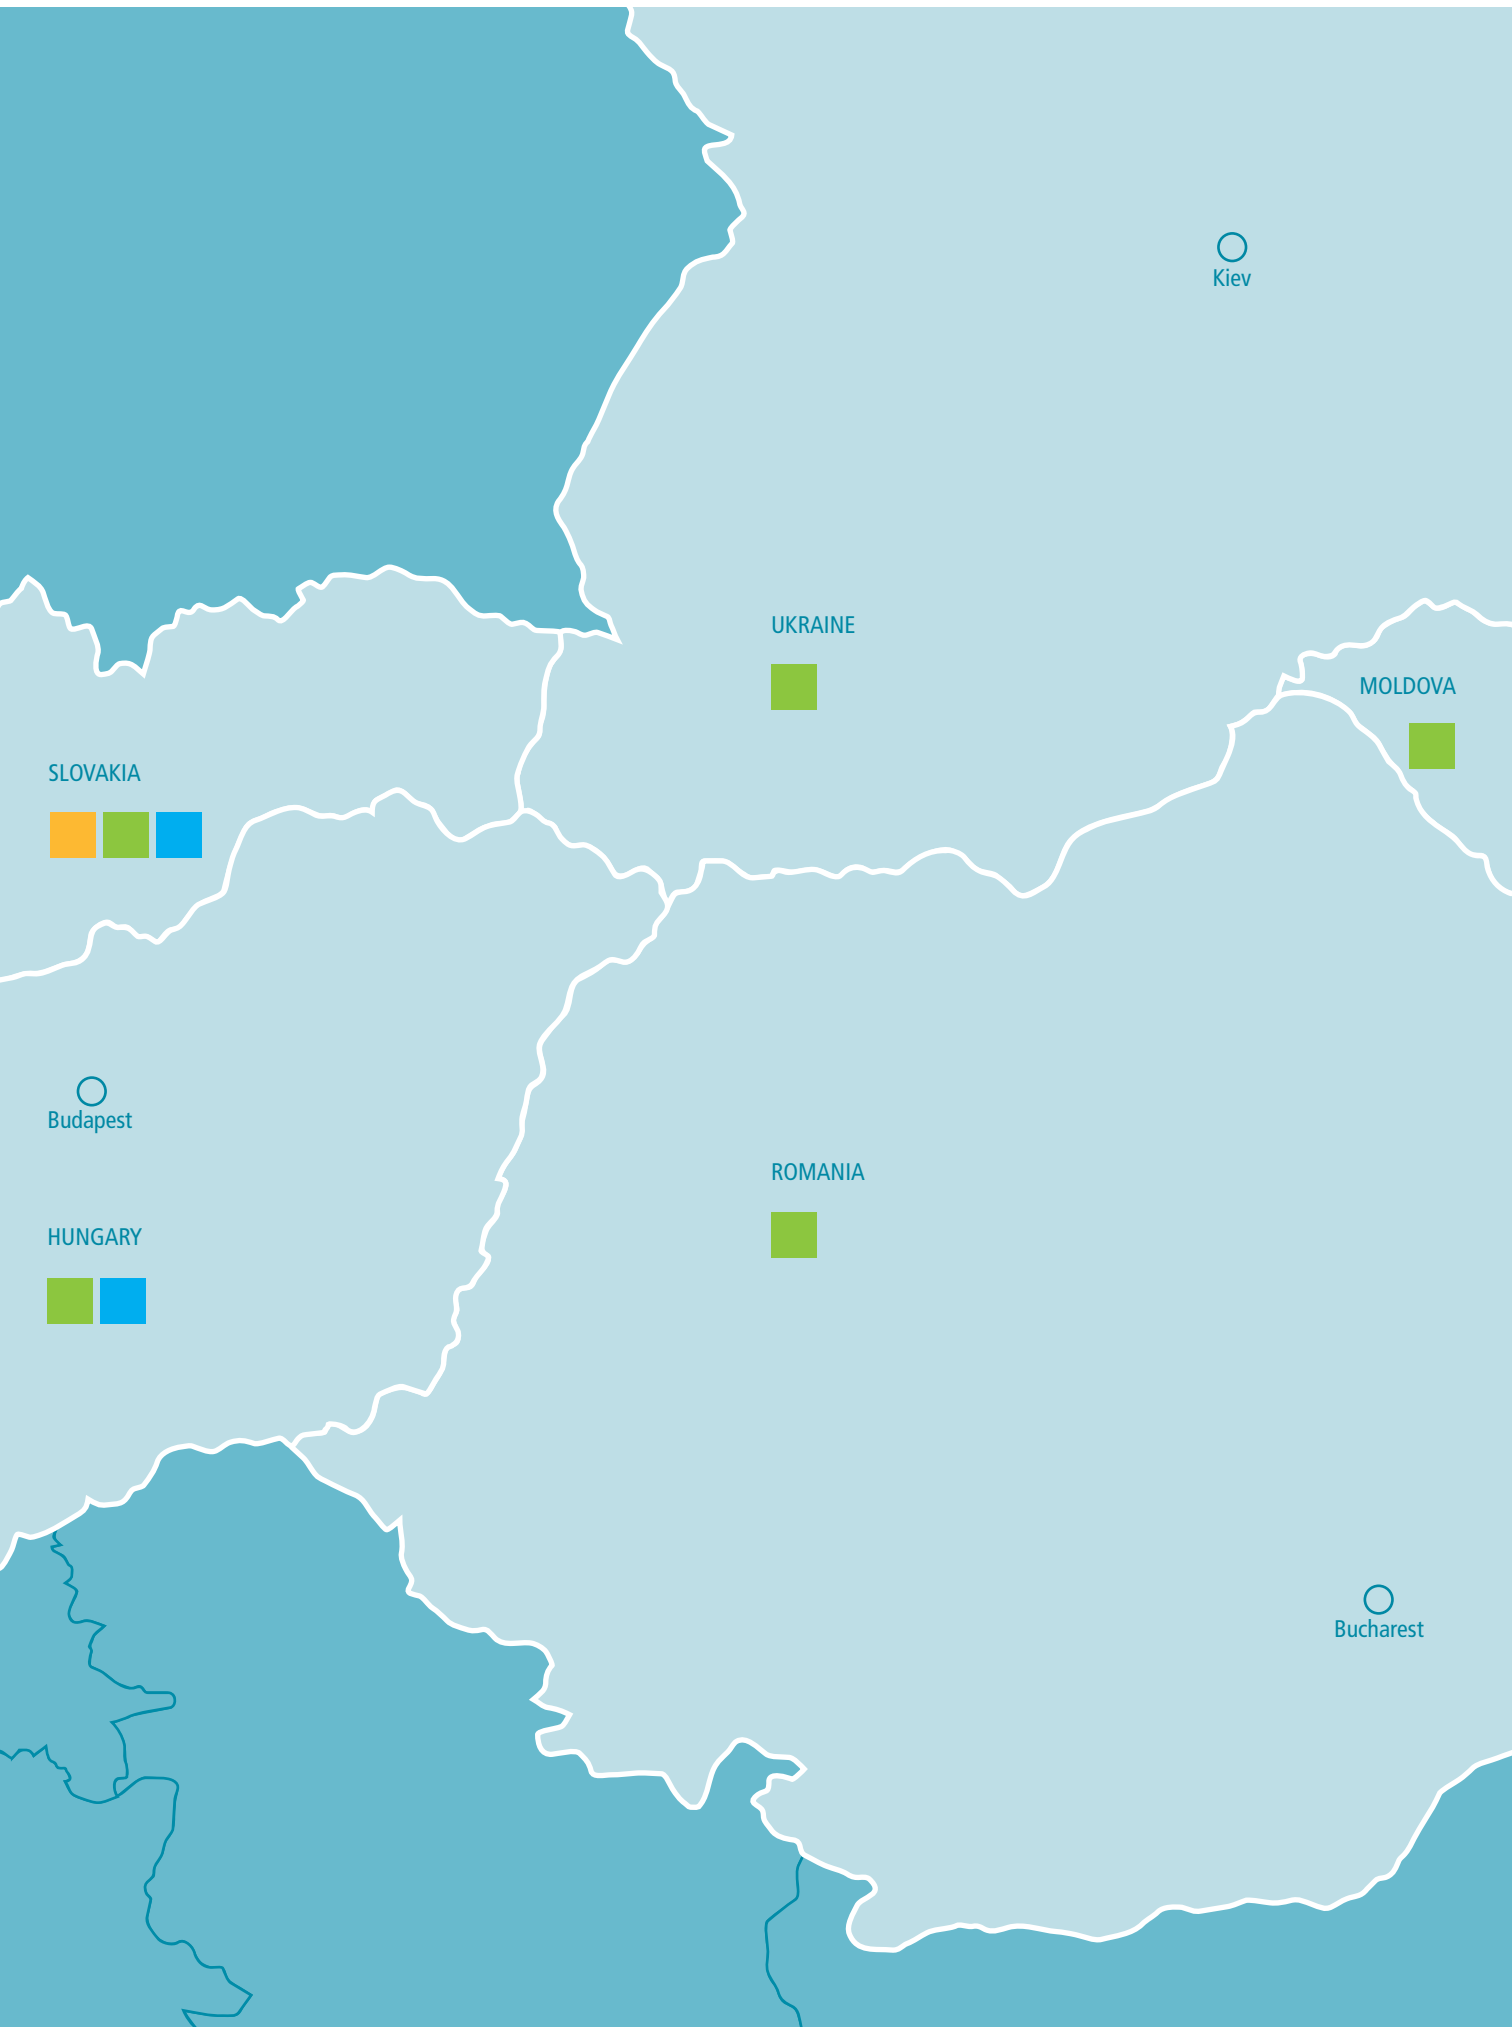 Kiev
UKRAINE
MOLDOVA
SLOVAKIA
Budapest
ROMANIA
HUNGARY
Bucharest